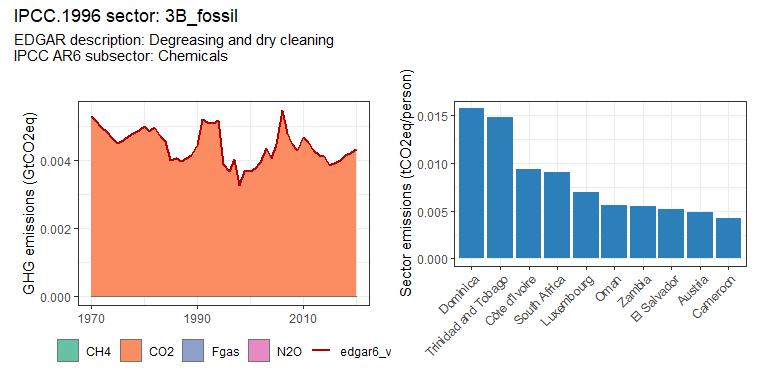 IPCC.1996 sector: 3B_fossil
EDGAR description: Degreasing and dry cleaning
IPCC AR6 subsector: Chemicals
GHG emissions (GtCO2eq)
0.004
0.002
0.000
1970
1990
2010
CH4
CO2
Fgas
N2O
edgar6_v
Sector emissions (tCO2eq/person)
0.015
0.010
0.005
0.000
Dominica
Trinidad and Tobago
Côte d'Ivoire
South Africa
Luxembourg
Oman
Zambia
El Salvador
Austria
Cameroon